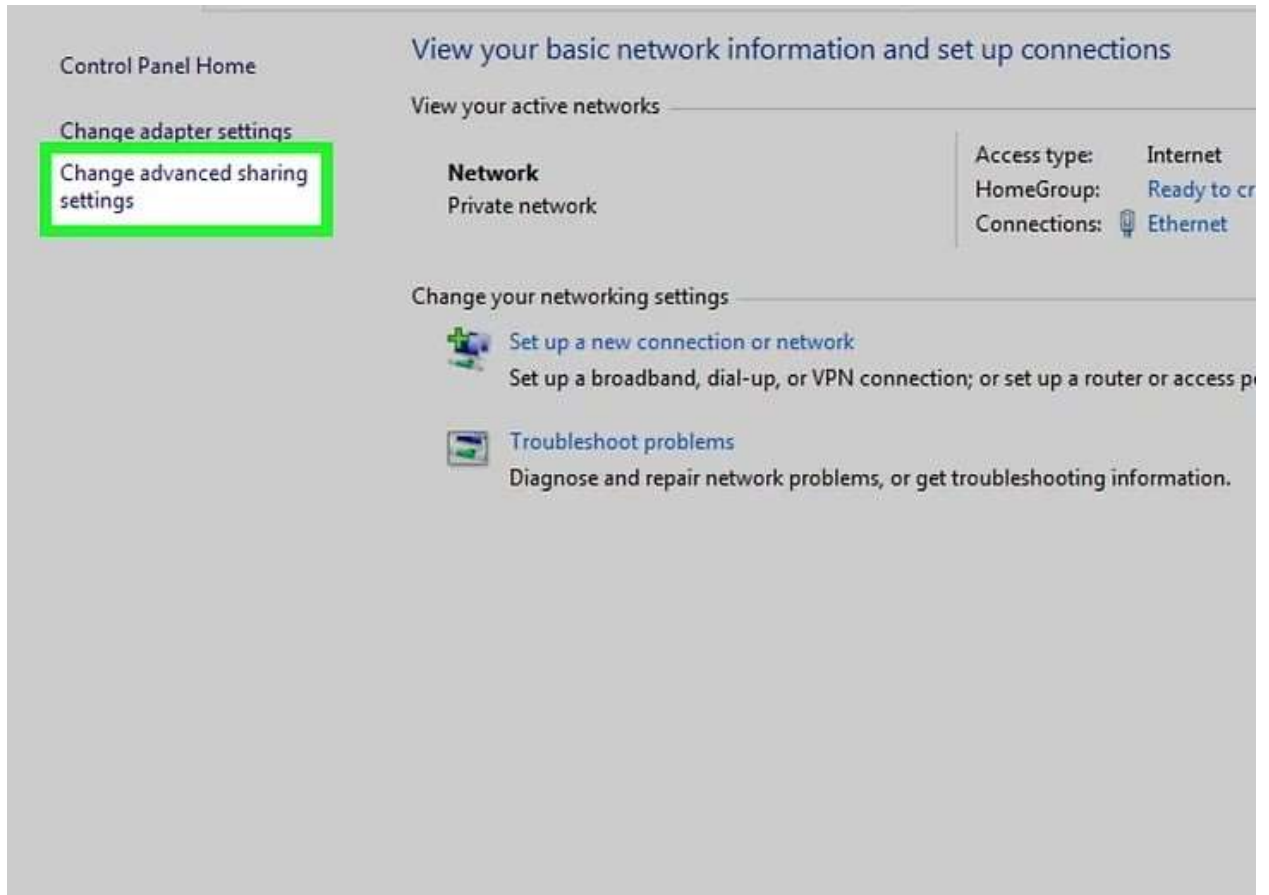 Control Panel Home
Change adapter settings
Change advanced sharing
settings
View your basic network information and set up connections
View your active networks
Network
Private network
Access type: Internet
HomeGroup: Ready to cr
Connections: Ethernet
Change your networking settings
Set up a new connection or network
Set up a broadband, dial-up, or VPN connection; or set up a router or access p
Troubleshoot problems
Diagnose and repair network problems, or get troubleshooting information.